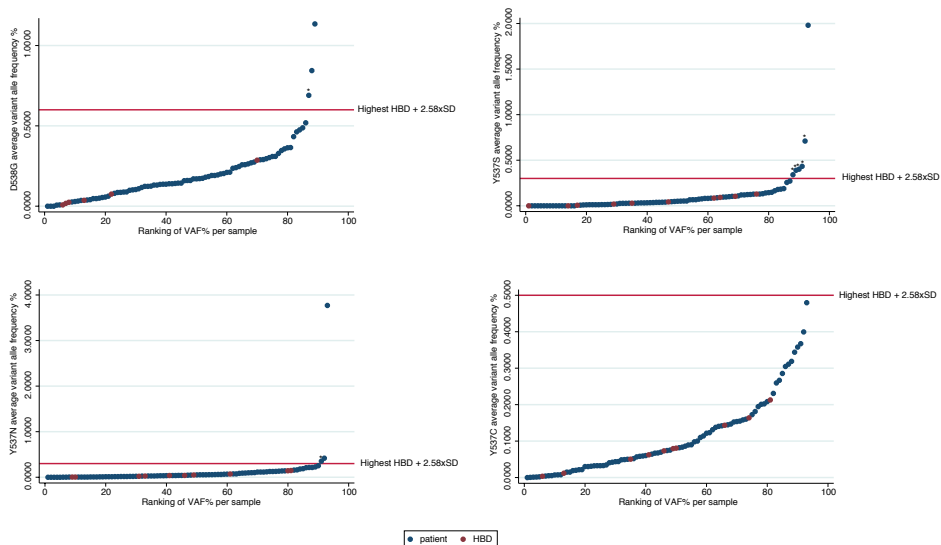 D538G average variant alle frequency %
0.0000
0.5000
1.0000
Highest HBD + 2.58xSD
*
0 20 40 60 80 100
Ranking of VAF% per sample
Y537S average variant alle frequency %
0.0000
0.5000
1.0000
1.5000
2.0000
Highest HBD + 2.58xSD
0 20 40 60 80 100
Ranking of VAF% per sample
Y537N average variant alle frequency %
0.0000
1.0000
2.0000
3.0000
4.0000
Highest HBD + 2.58xSD
0 20 40 60 80 100
Ranking of VAF% per sample
Y537C average variant alle frequency %
0.0000
0.1000
0.2000
0.3000
0.4000
0.5000
Highest HBD + 2.58xSD
0 20 40 60 80 100
Ranking of VAF% per sample
patient HBD